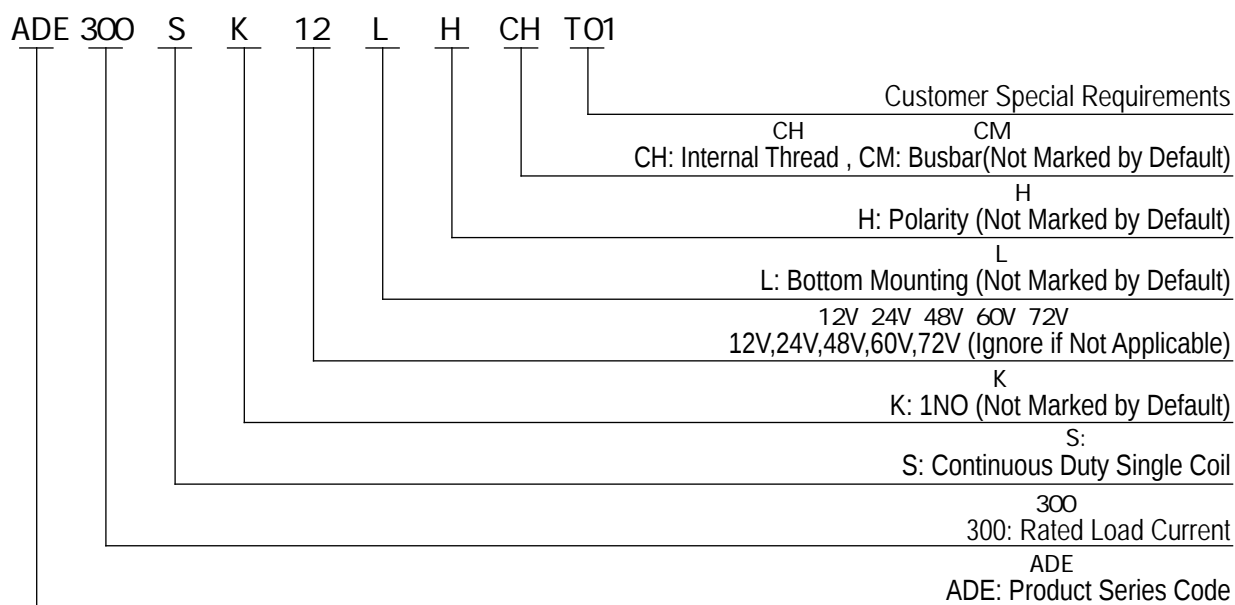 ADE 300 S K 12 L H CH T01
Customer Special Requirements
CH CM
CH: Internal Thread , CM: Busbar(Not Marked by Default)
H
H: Polarity (Not Marked by Default)
L
L: Bottom Mounting (Not Marked by Default)
12V 24V 48V 60V 72V
12V,24V,48V,60V,72V (Ignore if Not Applicable)
K
K: 1NO (Not Marked by Default)
S:
S: Continuous Duty Single Coil
300
300: Rated Load Current
ADE
ADE: Product Series Code